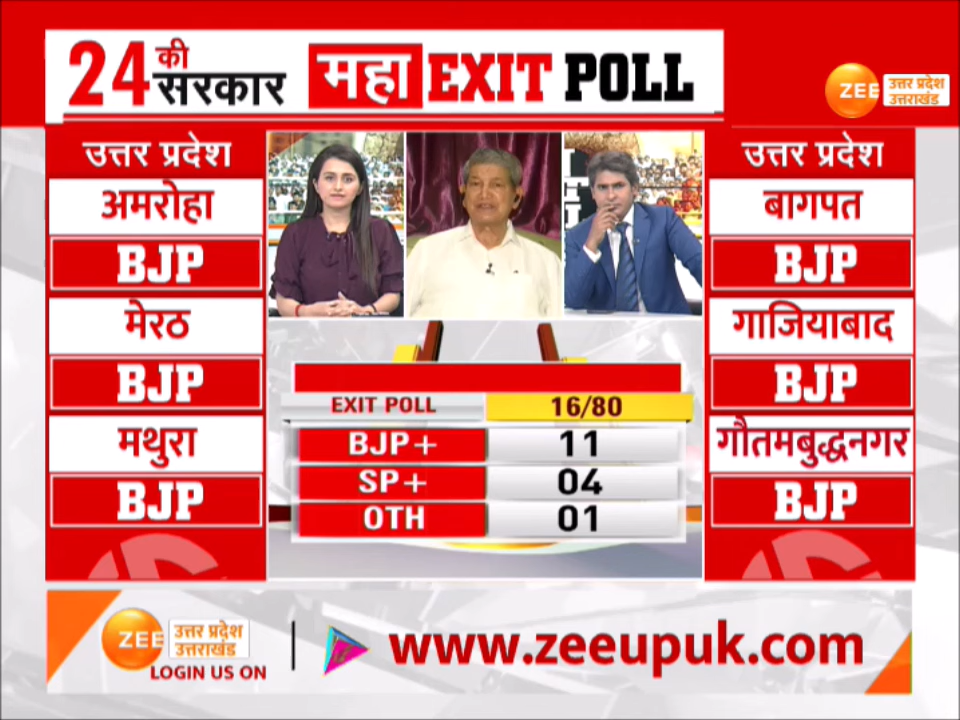 24 की सरकार महा EXIT POLL
ZEE उत्तर प्रदेश उत्तराखंड
उत्तर प्रदेश
अमरोहा
BJP
मेरठ
BJP
मथुरा
BJP
EXIT POLL 16/80
BJP+ 11
SP+ 04
OTH 01
उत्तर प्रदेश
बागपत
BJP
गाजियाबाद
BJP
गौतमबुद्धनगर
BJP
ZEE उत्तर प्रदेश उत्तराखंड
LOGIN US ON
www.zeeupuk.com